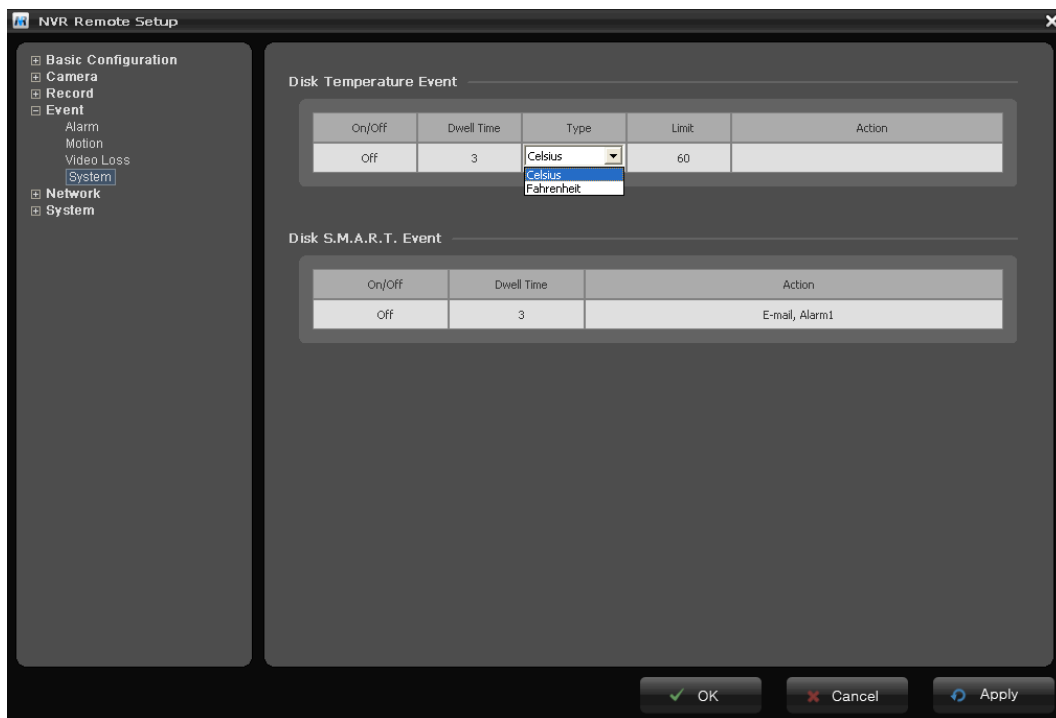 NVR Remote Setup
Basic Configuration
Camera
Record
Event
Alarm
Motion
Video Loss
System
Network
System
Disk Temperature Event
On/Off Dwell Time Type Limit Action
Off 3 Celsius 60
Celsius
Fahrenheit
Disk S.M.A.R.T. Event
On/Off Dwell Time Action
Off 3 E-mail, Alarm1
OK Cancel Apply